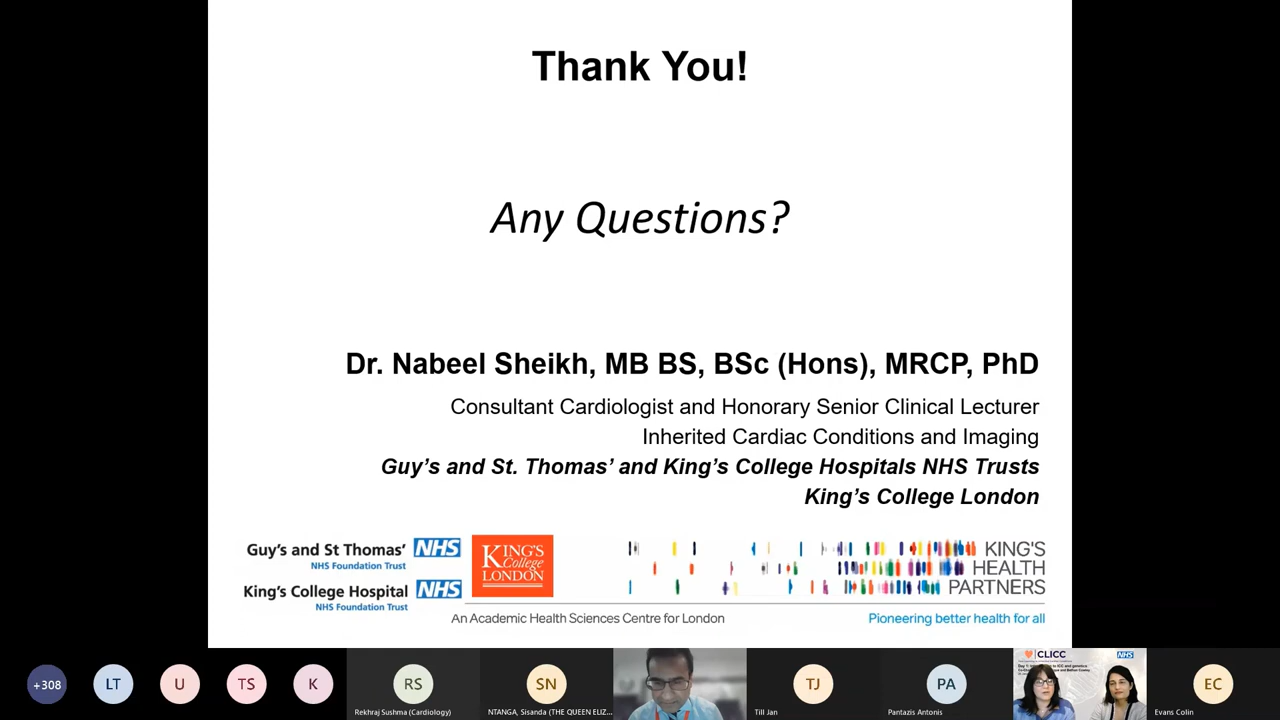 Thank You!
Any Questions?
Dr. Nabeel Sheikh, MB BS, BSc (Hons), MRCP, PhD
Consultant Cardiologist and Honorary Senior Clinical Lecturer
Inherited Cardiac Conditions and Imaging
Guy's and St. Thomas' and King's College Hospitals NHS Trusts
King's College London
Guy's and St Thomas' NHS
NHS Foundation Trust
King's College Hospital NHS
NHS Foundation Trust
KING'S
College
LONDON
KING'S
HEALTH
PARTNERS
An Academic Health Sciences Centre for London
Pioneering better health for all
+308
LT
U
TS
K
RS
Rekhraj Sushma (Cardiology)
SN
NTANGA, Sisanda (THE QUEEN ELIZ...
TJ
Till Jan
PA
Pantazis Antonis
CLICC
NHS
EC
Evans Colin